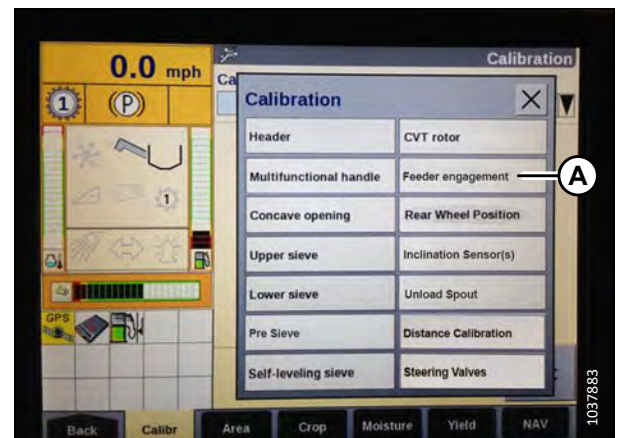 0.0 mph
Calibration
Ca
1
(P)
Calibration
X
Header
CVT rotor
Multifunctional handle
Feeder engagement
A
1
Concave opening
Rear Wheel Position
Upper sieve
Inclination Sensor(s)
Lower sieve
Unload Spout
GPS
Pre Sieve
Distance Calibration
Self-leveling sieve
Steering Valves
Back
Calibr
Area
Crop
Moisture
Yield
NAV
1037883